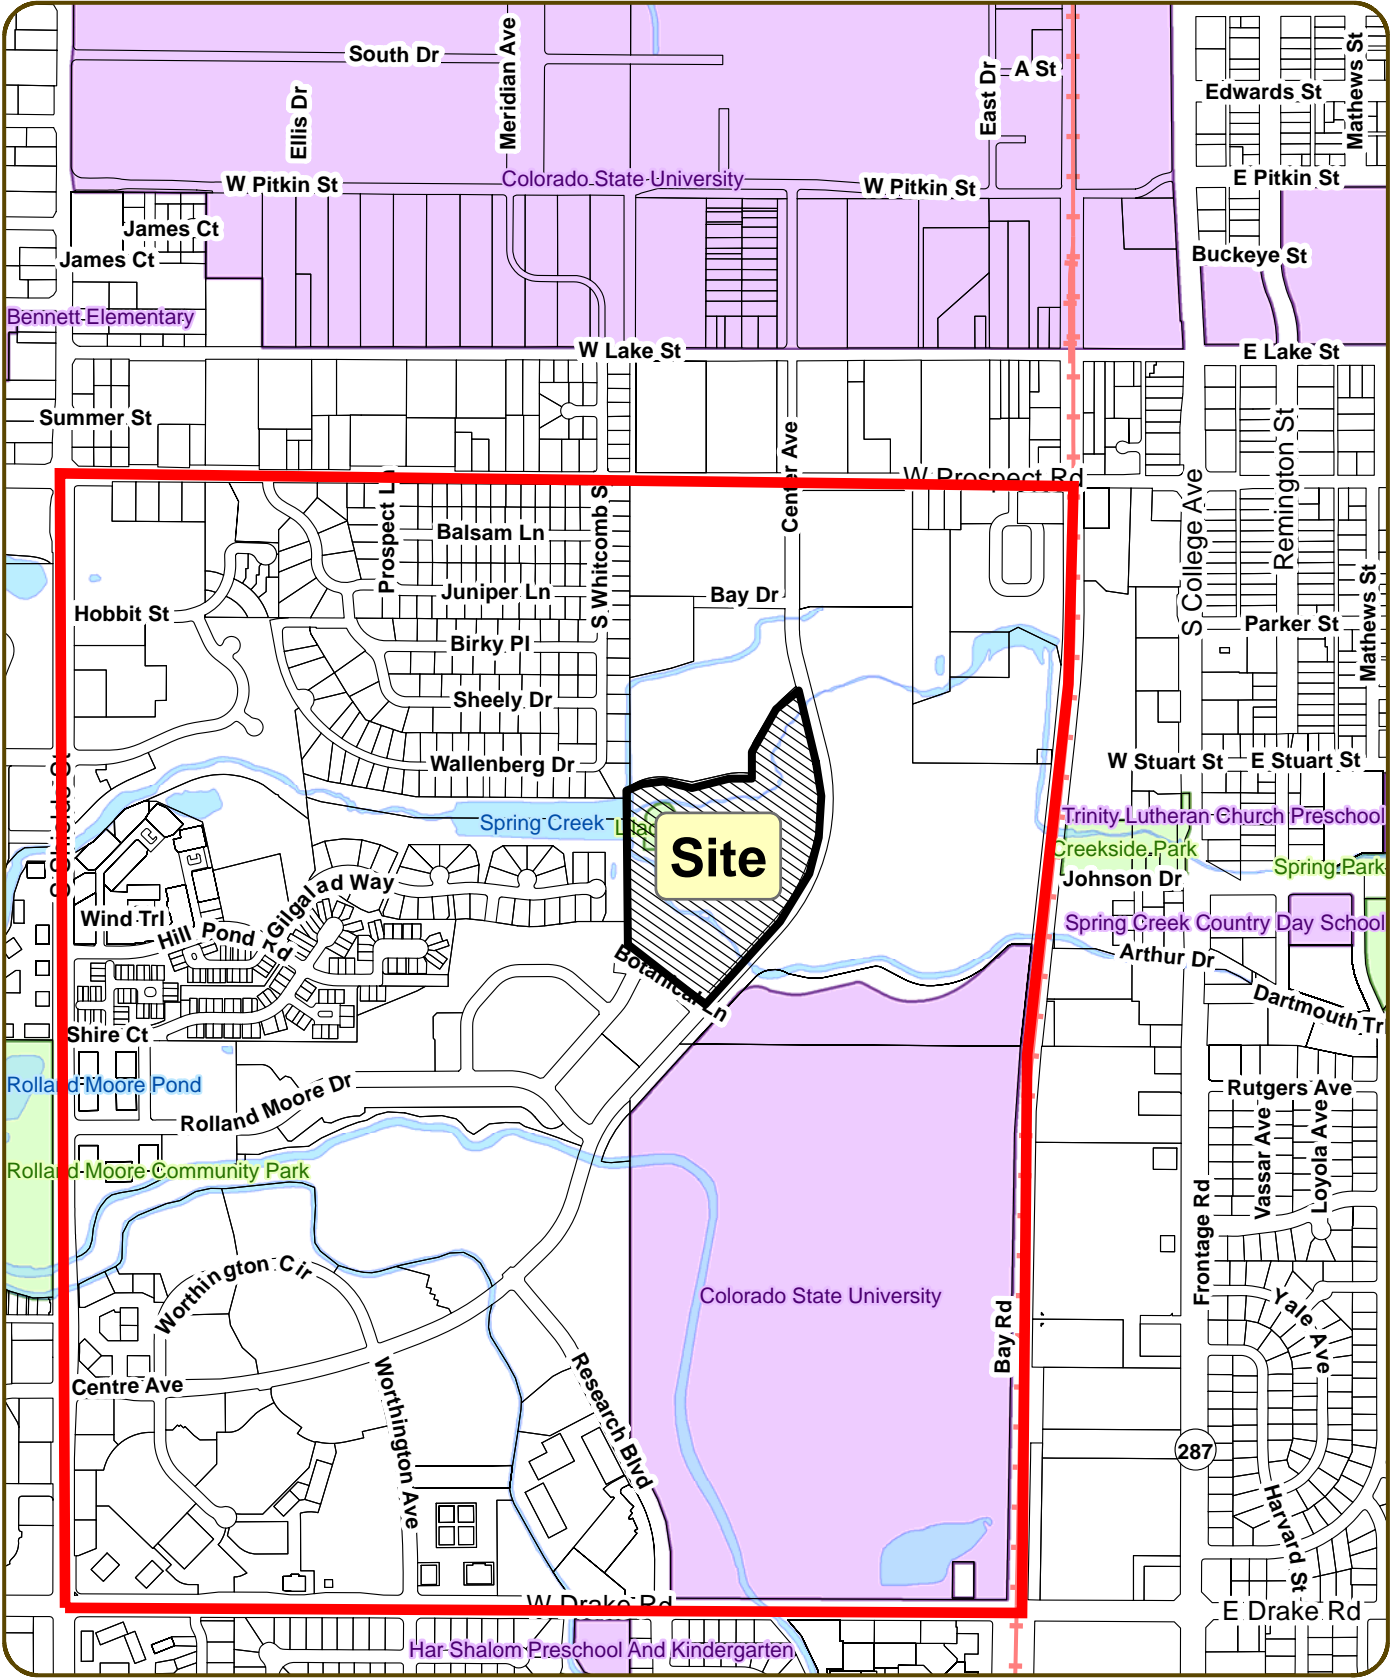 South Dr
Meridian Ave
East Dr
A St
Edwards St
Mathews St
Ellis Dr
W Pitkin St
Colorado State University
W Pitkin St
E Pitkin St
James Ct
James Ct
Buckeye St
Bennett Elementary
W Lake St
E Lake St
Summer St
Center Ave
Remington St
W Prospect Rd
S College Ave
Balsam Ln
S Whitcomb S
Juniper Ln
Bay Dr
Hobbit St
Parker St
Mathews St
Birky Pl
Sheely Dr
Wallenberg Dr
W Stuart St
E Stuart St
Trinity Lutheran Church Preschool
Spring Creek
Lilac
Site
Creekside Park
Spring Park
Johnson Dr
Gilgalad Way
Wind Trl
Hill Pond Rd
Spring Creek Country Day School
Arthur Dr
Botanical Ln
Dartmouth Tr
Shire Ct
Rolland Moore Pond
Rolland Moore Dr
Rutgers Ave
Vassar Ave
Loyola Ave
Rolland Moore Community Park
Frontage Rd
Worthington Cir
Colorado State University
Bay Rd
Yale Ave
Centre Ave
Worthington Ave
Research Blvd
287
Harvard St
W Drake Rd
E Drake Rd
Har Shalom Preschool And Kindergarten